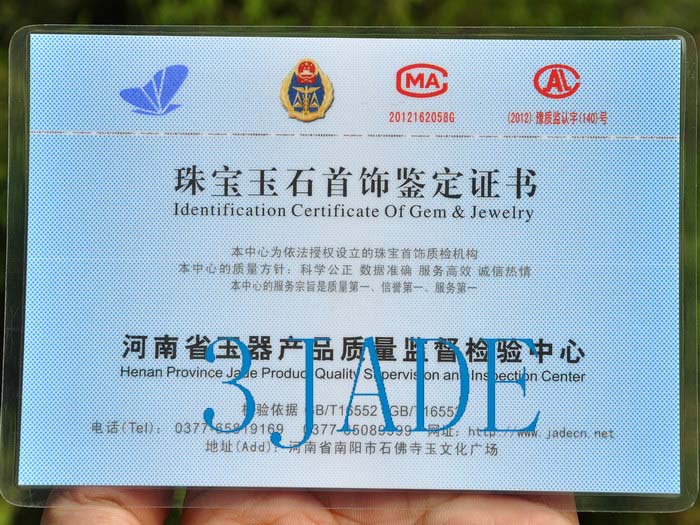 MA
2012162058G
CAL
(2012)豫质监认字(140)号
珠宝玉石首饰鉴定证书
Identification Certificate Of Gem & Jewelry
本中心为依法授权设立的珠宝首饰质检机构
本中心的质量方针：科学公正 数据准确 服务高效 诚信热情
本中心的服务宗旨是质量第一、信誉第一、服务第一
河南省玉器产品质量监督检验中心
Henan Province Jade Product Quality Supervision and Inspection Center
3 JADE
检验依据 GB/T16552 GB/T16553
电话(Tel): 0377-65819169 0377-65089999 网址: http://www.jadecn.net
地址(Add): 河南省南阳市石佛寺玉文化广场